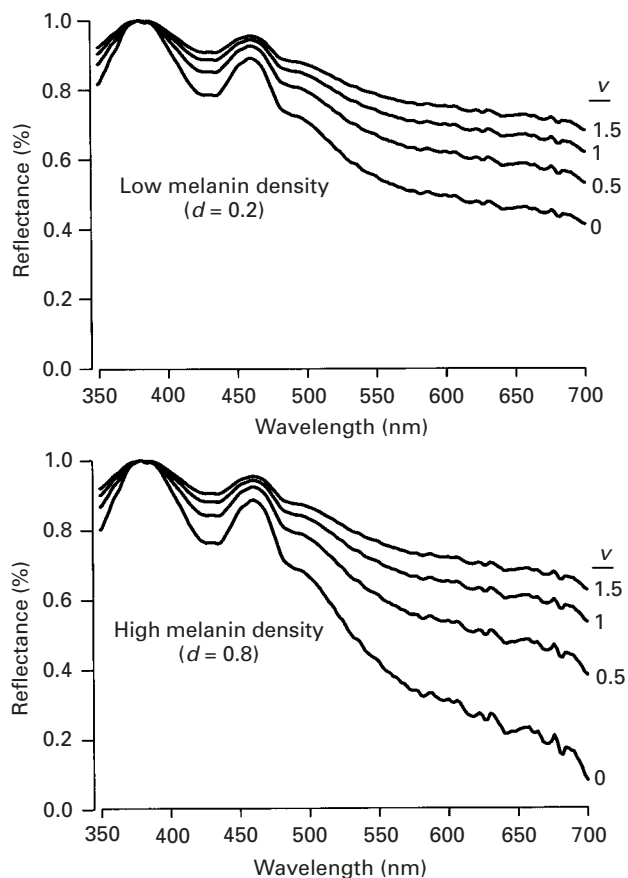 1.0
0.8
0.6
0.4
0.2
0.0
Reflectance (%)
Low melanin density
(d = 0.2)
v
1.5
1
0.5
0
350 400 450 500 550 600 650 700
Wavelength (nm)
1.0
0.8
0.6
0.4
0.2
0.0
Reflectance (%)
High melanin density
(d = 0.8)
v
1.5
1
0.5
0
350 400 450 500 550 600 650 700
Wavelength (nm)